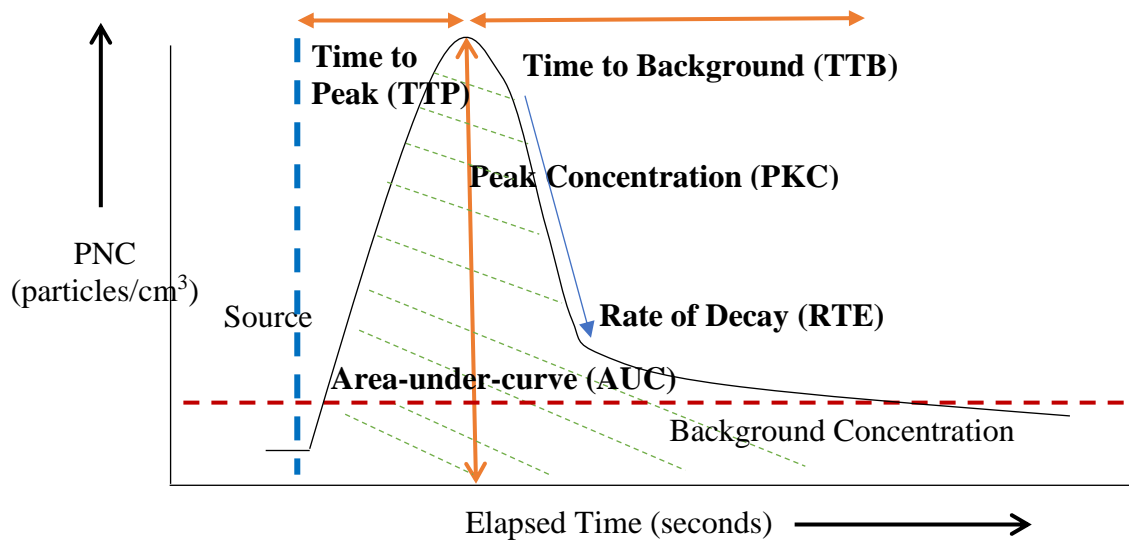 Time to
Peak (TTP)
Time to Background (TTB)
Peak Concentration (PKC)
PNC
(particles/cm³)
Source
Rate of Decay (RTE)
Area-under-curve (AUC)
Background Concentration
Elapsed Time (seconds)